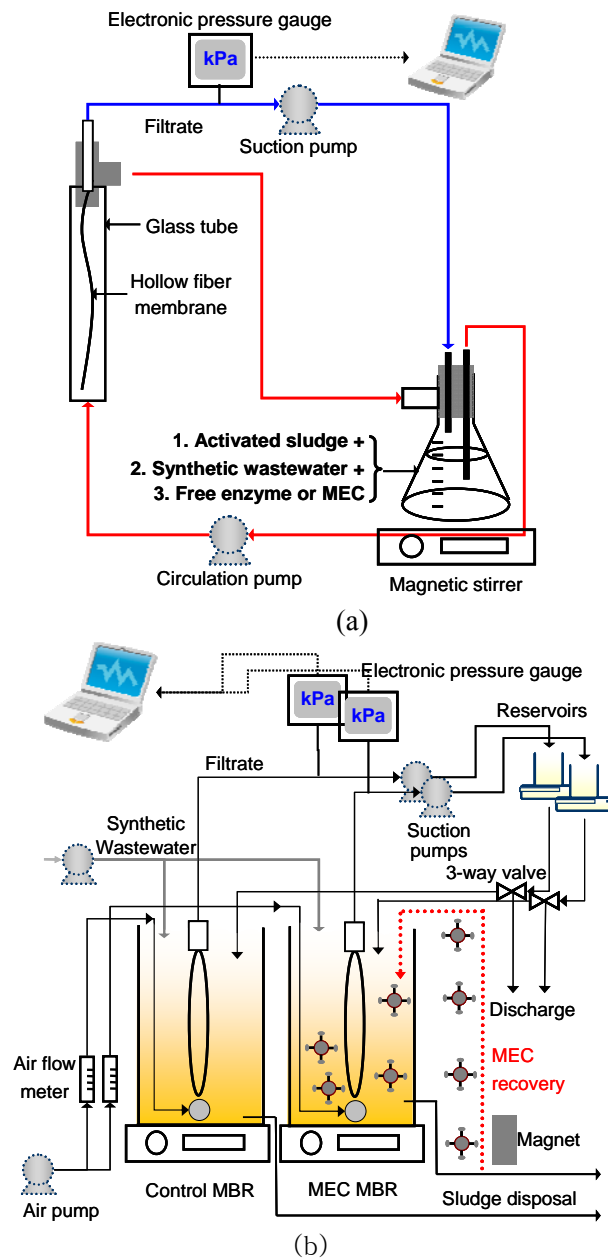 Electronic pressure gauge
kPa
Filtrate
Suction pump
Glass tube
Hollow fiber
membrane
1. Activated sludge +
2. Synthetic wastewater +
3. Free enzyme or MEC
Circulation pump
Magnetic stirrer
(a)
Electronic pressure gauge
kPa
kPa
Reservoirs
Filtrate
Suction
pumps
Synthetic
Wastewater
3-way valve
Discharge
Air flow
meter
MEC
recovery
Magnet
Air pump
Control MBR
MEC MBR
Sludge disposal
(b)